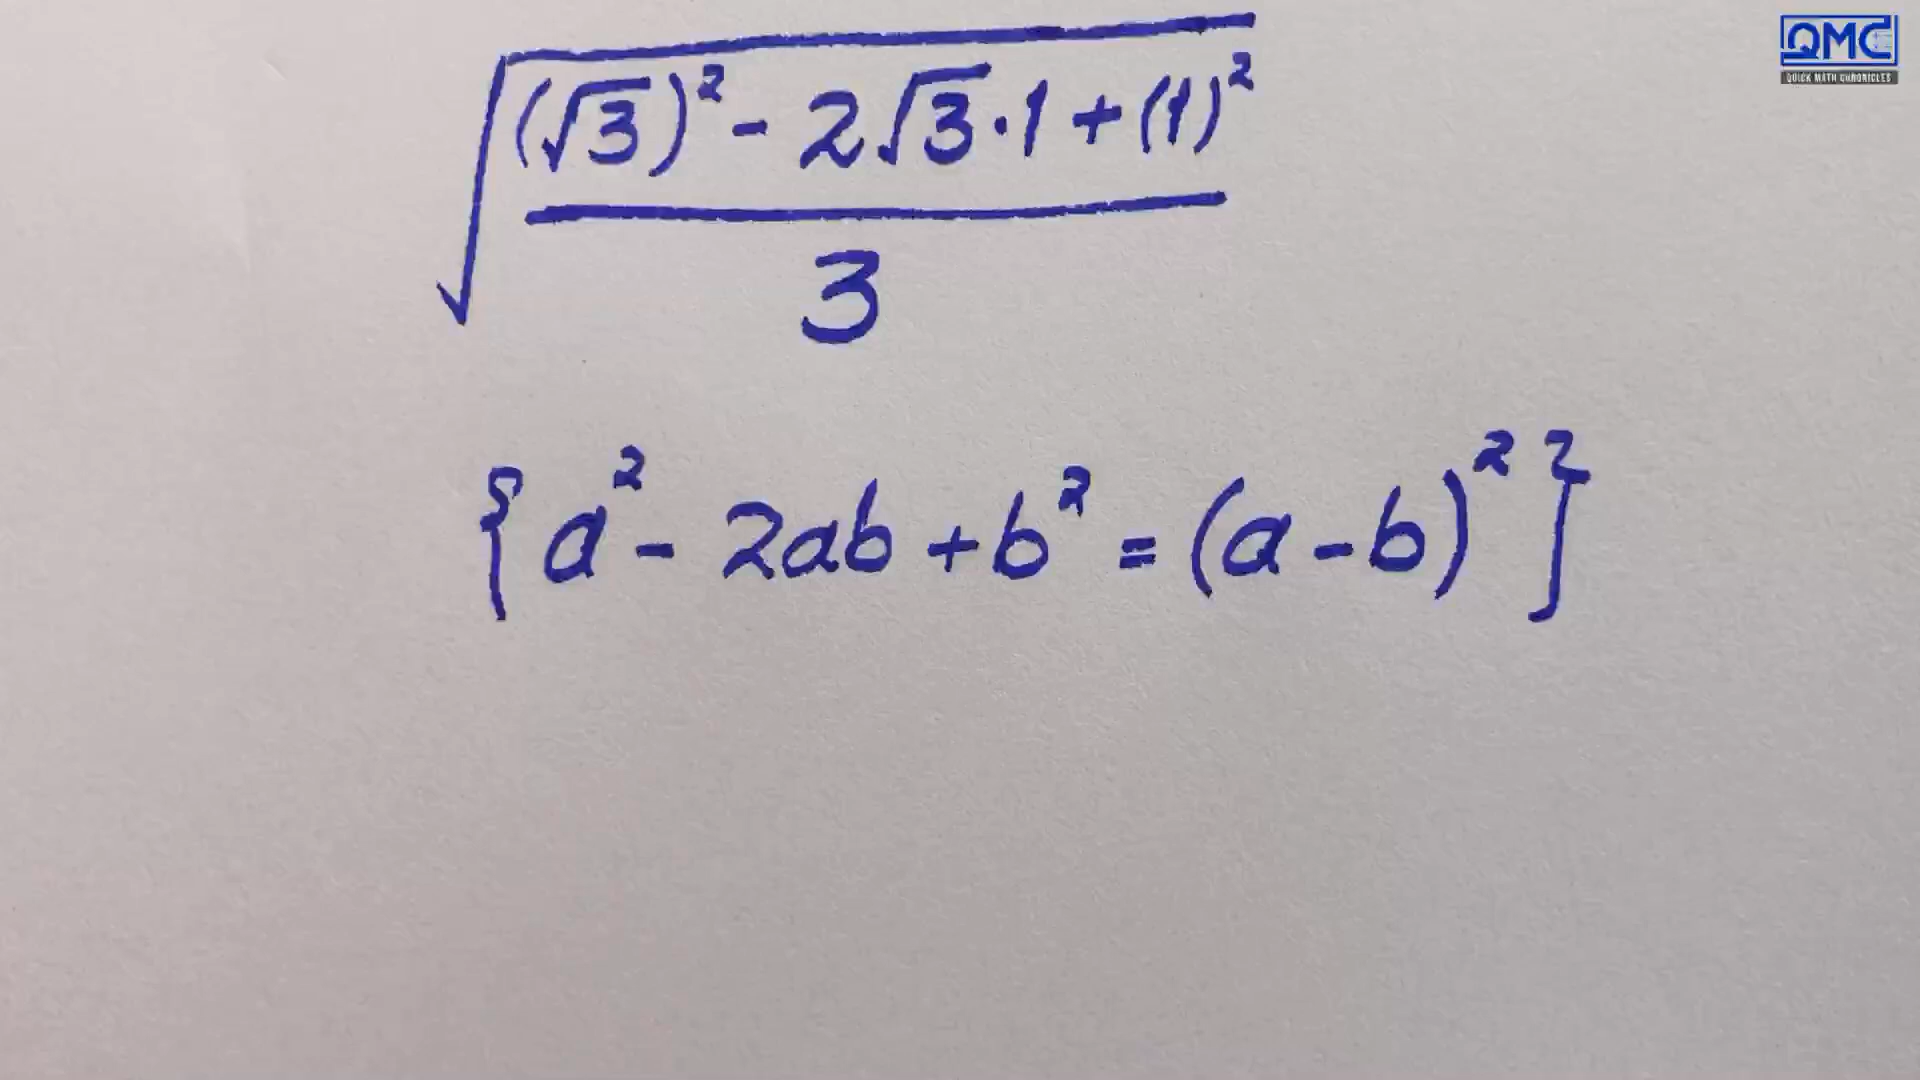 QMC
QUICK MATH CHRONICLES
√((√3)² - 2√3·1 + (1)²
3
{a² - 2ab + b² = (a - b)²}